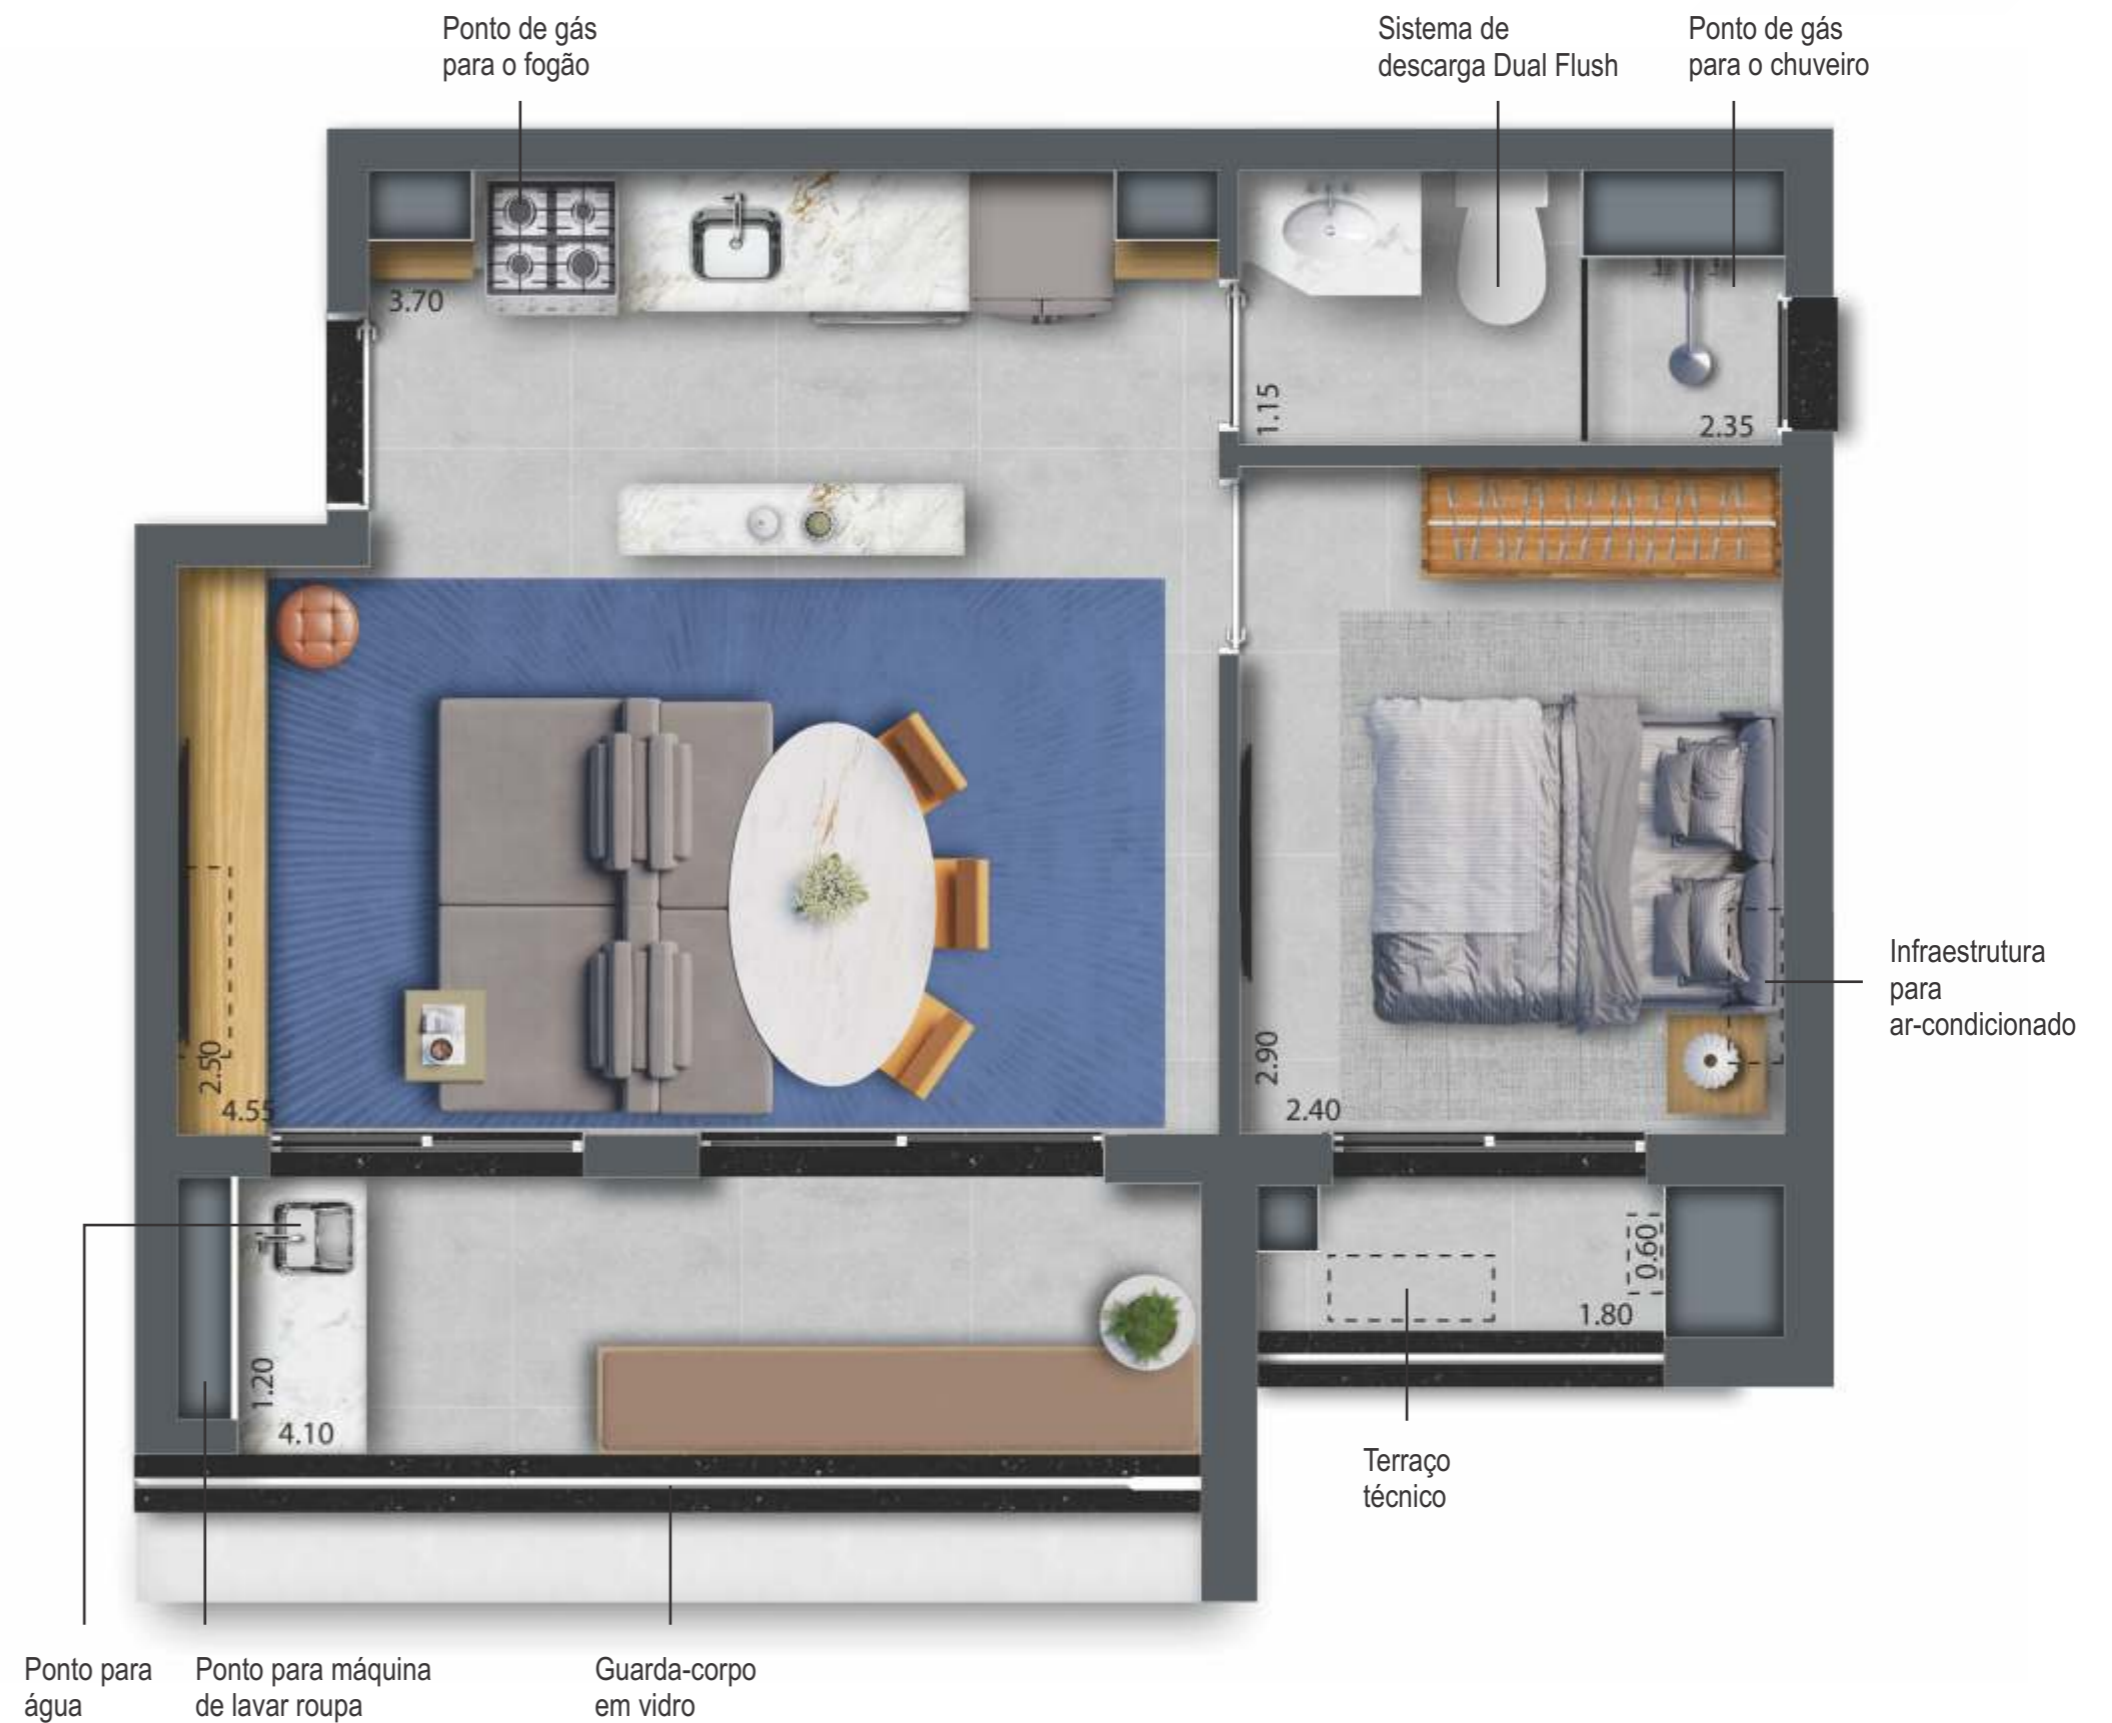 Ponto de gás
para o fogão
Sistema de
descarga Dual Flush
Ponto de gás
para o chuveiro
3.70
1.15
2.35
2.50
4.55
2.90
2.40
Infraestrutura
para
ar-condicionado
0.60
1.80
1.20
4.10
Terraço
técnico
Ponto para
água
Ponto para máquina
de lavar roupa
Guarda-corpo
em vidro